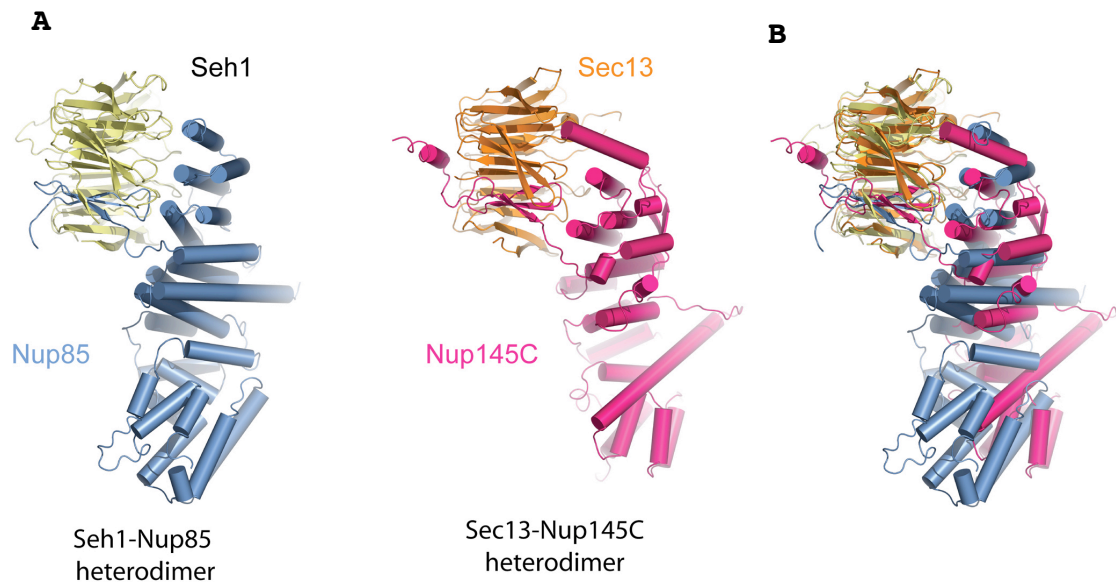 A
B
Seh1
Sec13
Nup85
Nup145C
Seh1-Nup85
heterodimer
Sec13-Nup145C
heterodimer